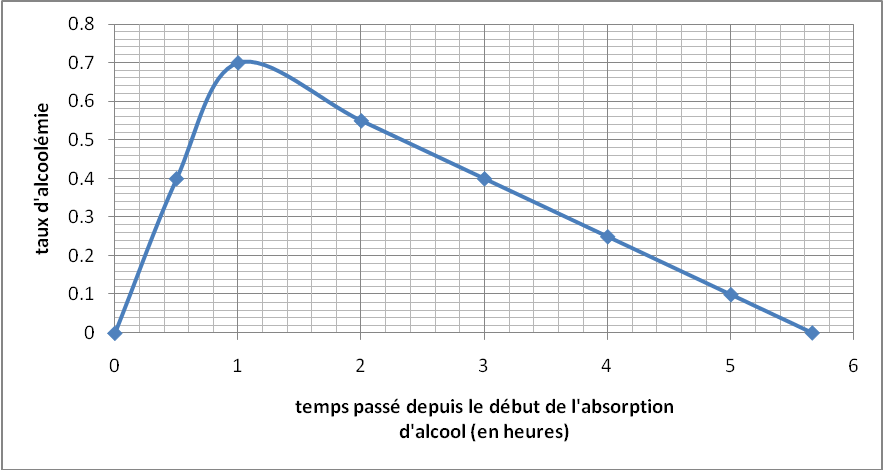 0.8
0.7
0.6
0.5
0.4
0.3
0.2
0.1
0
taux d'alcoolémie
0 1 2 3 4 5 6
temps passé depuis le début de l'absorption
d'alcool (en heures)